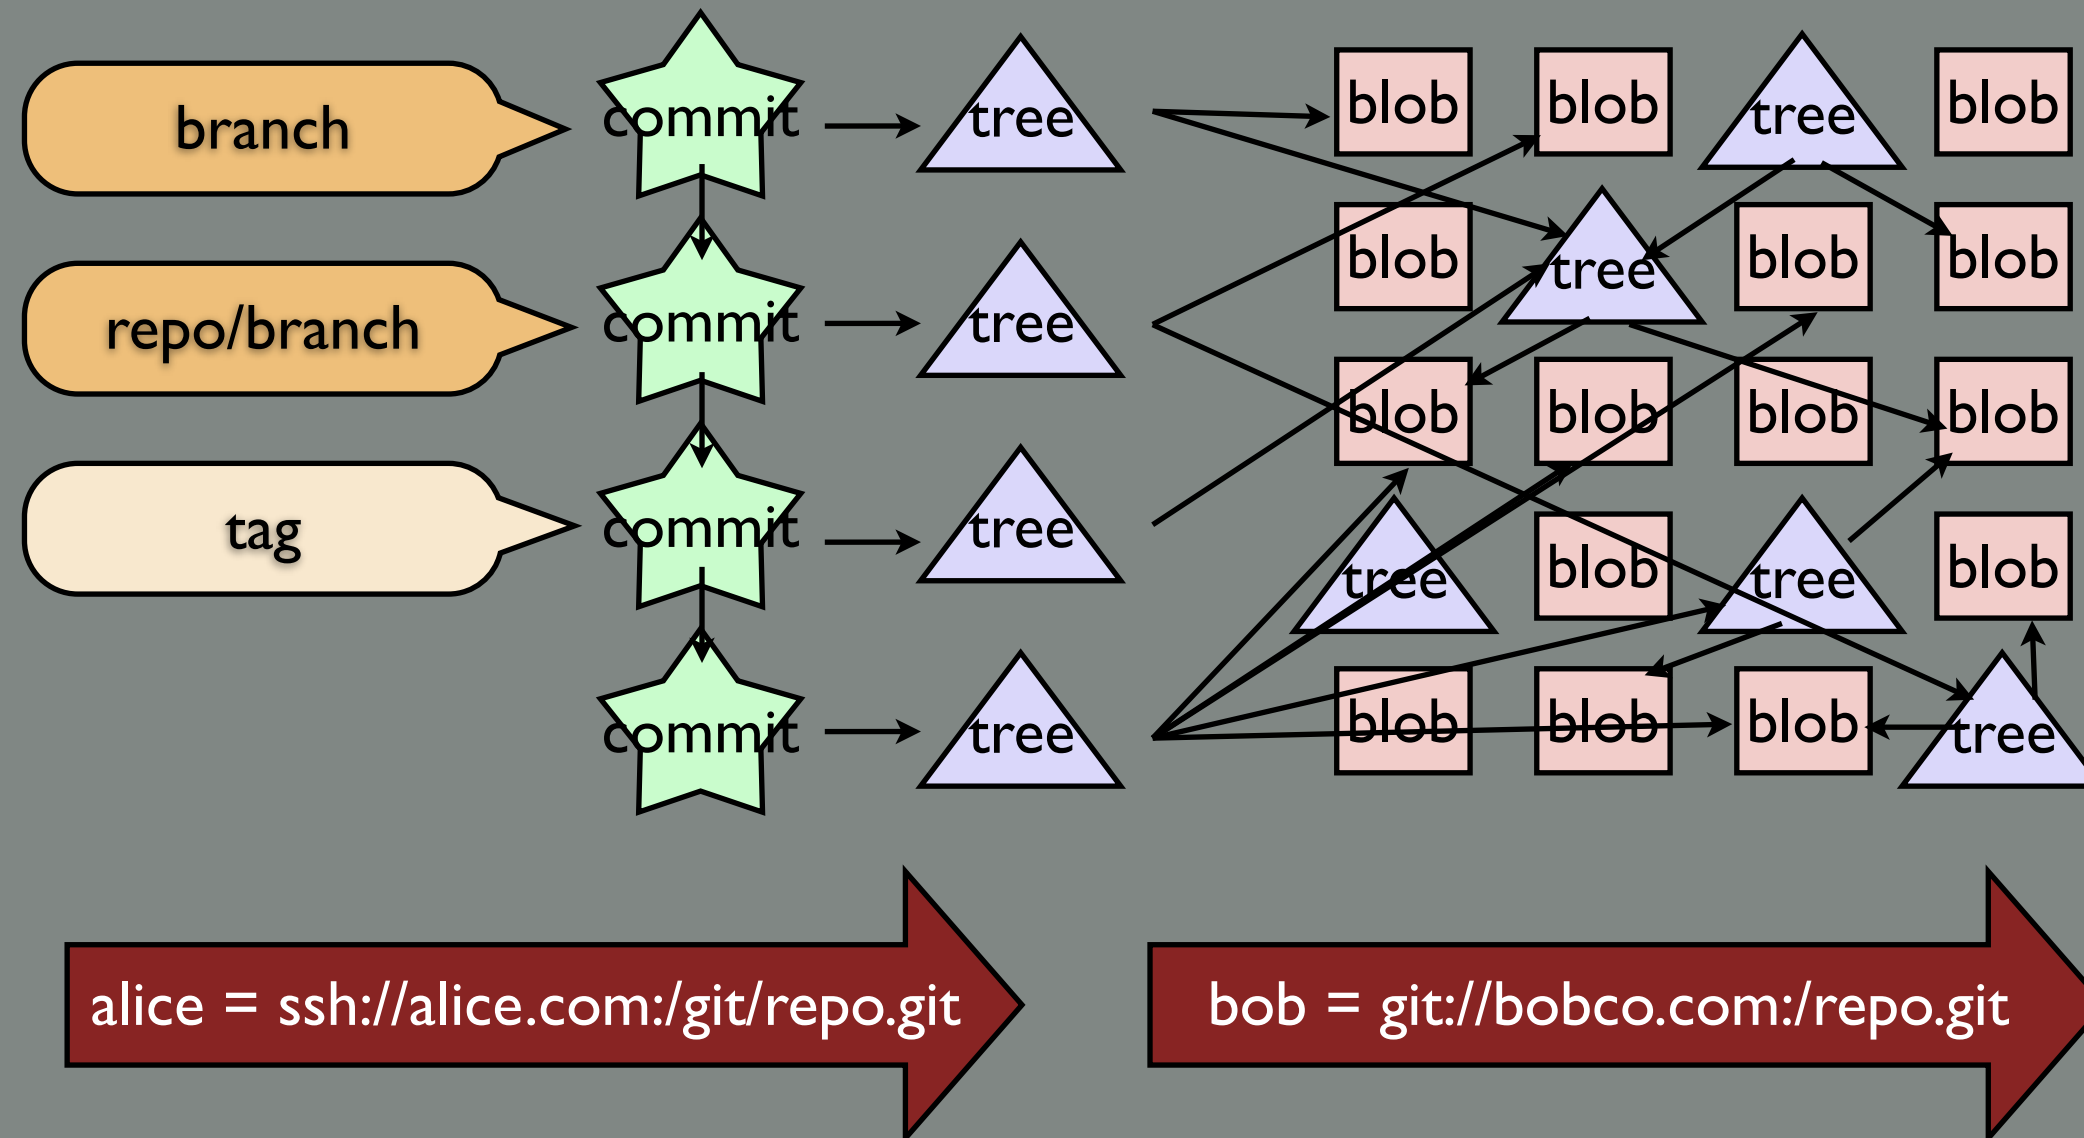 branch
commit
tree
blob
blob
tree
blob
repo/branch
commit
tree
blob
tree
blob
blob
tag
commit
tree
blob
blob
blob
blob
tree
blob
tree
blob
commit
tree
blob
blob
blob
tree
alice = ssh://alice.com:/git/repo.git
bob = git://bobco.com:/repo.git